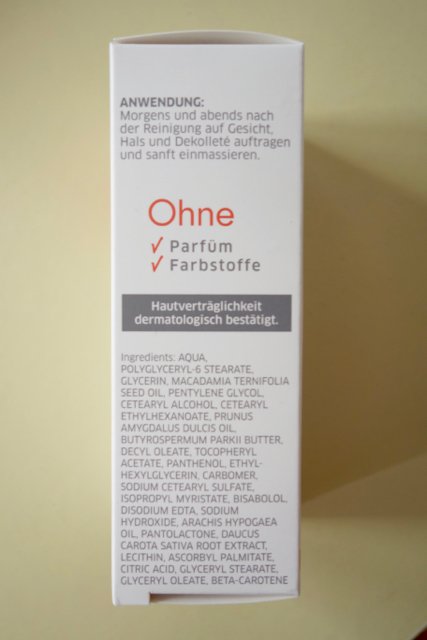 ANWENDUNG:
Morgens und abends nach
der Reinigung auf Gesicht,
Hals und Dekolleté auftragen
und sanft einmassieren.
Ohne
✓ Parfüm
✓ Farbstoffe
Hautverträglichkeit
dermatologisch bestätigt.
Ingredients: AQUA,
POLYGLYCERYL-6 STEARATE,
GLYCERIN, MACADAMIA TERNIFOLIA
SEED OIL, PENTYLENE GLYCOL,
CETEARYL ALCOHOL, CETEARYL
ETHYLHEXANOATE, PRUNUS
AMYGDALUS DULCIS OIL,
BUTYROSPERMUM PARKII BUTTER,
DECYL OLEATE, TOCOPHERYL
ACETATE, PANTHENOL, ETHYL-
HEXYLGLYCERIN, CARBOMER,
SODIUM CETEARYL SULFATE,
ISOPROPYL MYRISTATE, BISABOLOL,
DISODIUM EDTA, SODIUM
HYDROXIDE, ARACHIS HYPOGAEA
OIL, PANTOLACTONE, DAUCUS
CAROTA SATIVA ROOT EXTRACT,
LECITHIN, ASCORBYL PALMITATE,
CITRIC ACID, GLYCERYL STEARATE,
GLYCERYL OLEATE, BETA-CAROTENE